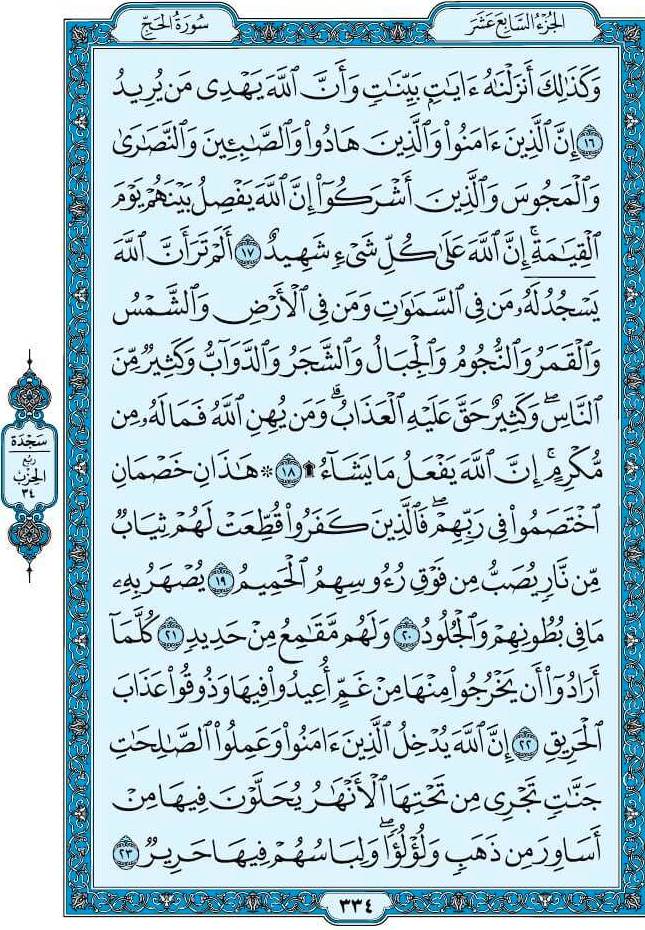 الجُزْءُ السَّابِعَ عَشَرَ
سُورَةُ الحَجِّ
وَكَذَٰلِكَ أَنزَلْنَٰهُ ءَايَٰتٍۭ بَيِّنَٰتٍ وَأَنَّ ٱللَّهَ يَهْدِى مَن يُرِيدُ
١٦ إِنَّ ٱلَّذِينَ ءَامَنُوا۟ وَٱلَّذِينَ هَادُوا۟ وَٱلصَّٰبِـِٔينَ وَٱلنَّصَٰرَىٰ
وَٱلْمَجُوسَ وَٱلَّذِينَ أَشْرَكُوٓا۟ إِنَّ ٱللَّهَ يَفْصِلُ بَيْنَهُمْ يَوْمَ
ٱلْقِيَٰمَةِ ۚ إِنَّ ٱللَّهَ عَلَىٰ كُلِّ شَىْءٍ شَهِيدٌ ١٧ أَلَمْ تَرَ أَنَّ ٱللَّهَ
يَسْجُدُ لَهُۥ مَن فِى ٱلسَّمَٰوَٰتِ وَمَن فِى ٱلْأَرْضِ وَٱلشَّمْسُ
وَٱلْقَمَرُ وَٱلنُّجُومُ وَٱلْجِبَالُ وَٱلشَّجَرُ وَٱلدَّوَآبُّ وَكَثِيرٌ مِّنَ
ٱلنَّاسِ ۖ وَكَثِيرٌ حَقَّ عَلَيْهِ ٱلْعَذَابُ ۗ وَمَن يُهِنِ ٱللَّهُ فَمَا لَهُۥ مِن
مُّكْرِمٍ ۚ إِنَّ ٱللَّهَ يَفْعَلُ مَا يَشَآءُ ۩ ١٨ ۞ هَٰذَانِ خَصْمَانِ
ٱخْتَصَمُوا۟ فِى رَبِّهِمْ ۖ فَٱلَّذِينَ كَفَرُوا۟ قُطِّعَتْ لَهُمْ ثِيَابٌ
مِّن نَّارٍ يُصَبُّ مِن فَوْقِ رُءُوسِهِمُ ٱلْحَمِيمُ ١٩ يُصْهَرُ بِهِۦ
مَا فِى بُطُونِهِمْ وَٱلْجُلُودُ ٢٠ وَلَهُم مَّقَٰمِعُ مِنْ حَدِيدٍ ٢١ كُلَّمَآ
أَرَادُوٓا۟ أَن يَخْرُجُوا۟ مِنْهَا مِنْ غَمٍّ أُعِيدُوا۟ فِيهَا وَذُوقُوا۟ عَذَابَ
ٱلْحَرِيقِ ٢٢ إِنَّ ٱللَّهَ يُدْخِلُ ٱلَّذِينَ ءَامَنُوا۟ وَعَمِلُوا۟ ٱلصَّٰلِحَٰتِ
جَنَّٰتٍ تَجْرِى مِن تَحْتِهَا ٱلْأَنْهَٰرُ يُحَلَّوْنَ فِيهَا مِنْ
أَسَاوِرَ مِن ذَهَبٍ وَلُؤْلُؤًا ۖ وَلِبَاسُهُمْ فِيهَا حَرِيرٌ ٢٣
سَجْدَة
رُبْع
الحِزْب
٣٤
٣٣٤